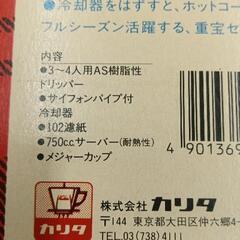 ●冷却器をはずすと、ホットコー
フルシーズン活躍する、重宝セ
内容
●3〜4人用AS樹脂性
ドリッパー
●サイフォンパイプ付
冷却器
●102濾紙
●750ccサーバー(耐熱性)
●メジャーカップ
4 901369
株式会社 カリタ
〒144 東京都大田区仲六郷4-
TEL.03(738)4111